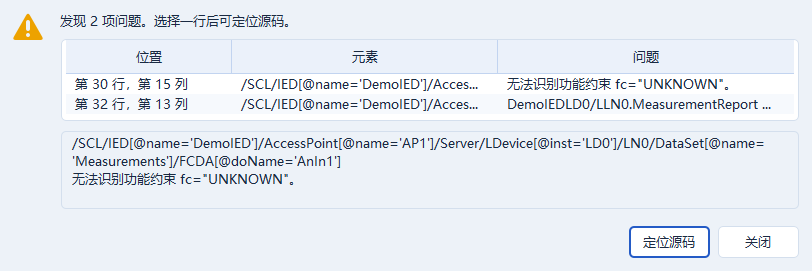 发现 2 项问题。选择一行后可定位源码。
位置 元素 问题
第 30 行，第 15 列 /SCL/IED[@name='DemoIED']/Acces... 无法识别功能约束 fc="UNKNOWN"。
第 32 行，第 13 列 /SCL/IED[@name='DemoIED']/Acces... DemoIEDLD0/LLN0.MeasurementReport ...
/SCL/IED[@name='DemoIED']/AccessPoint[@name='AP1']/Server/LDevice[@inst='LD0']/LN0/DataSet[@name=
'Measurements']/FCDA[@doName='AnIn1']
无法识别功能约束 fc="UNKNOWN"。
定位源码 关闭